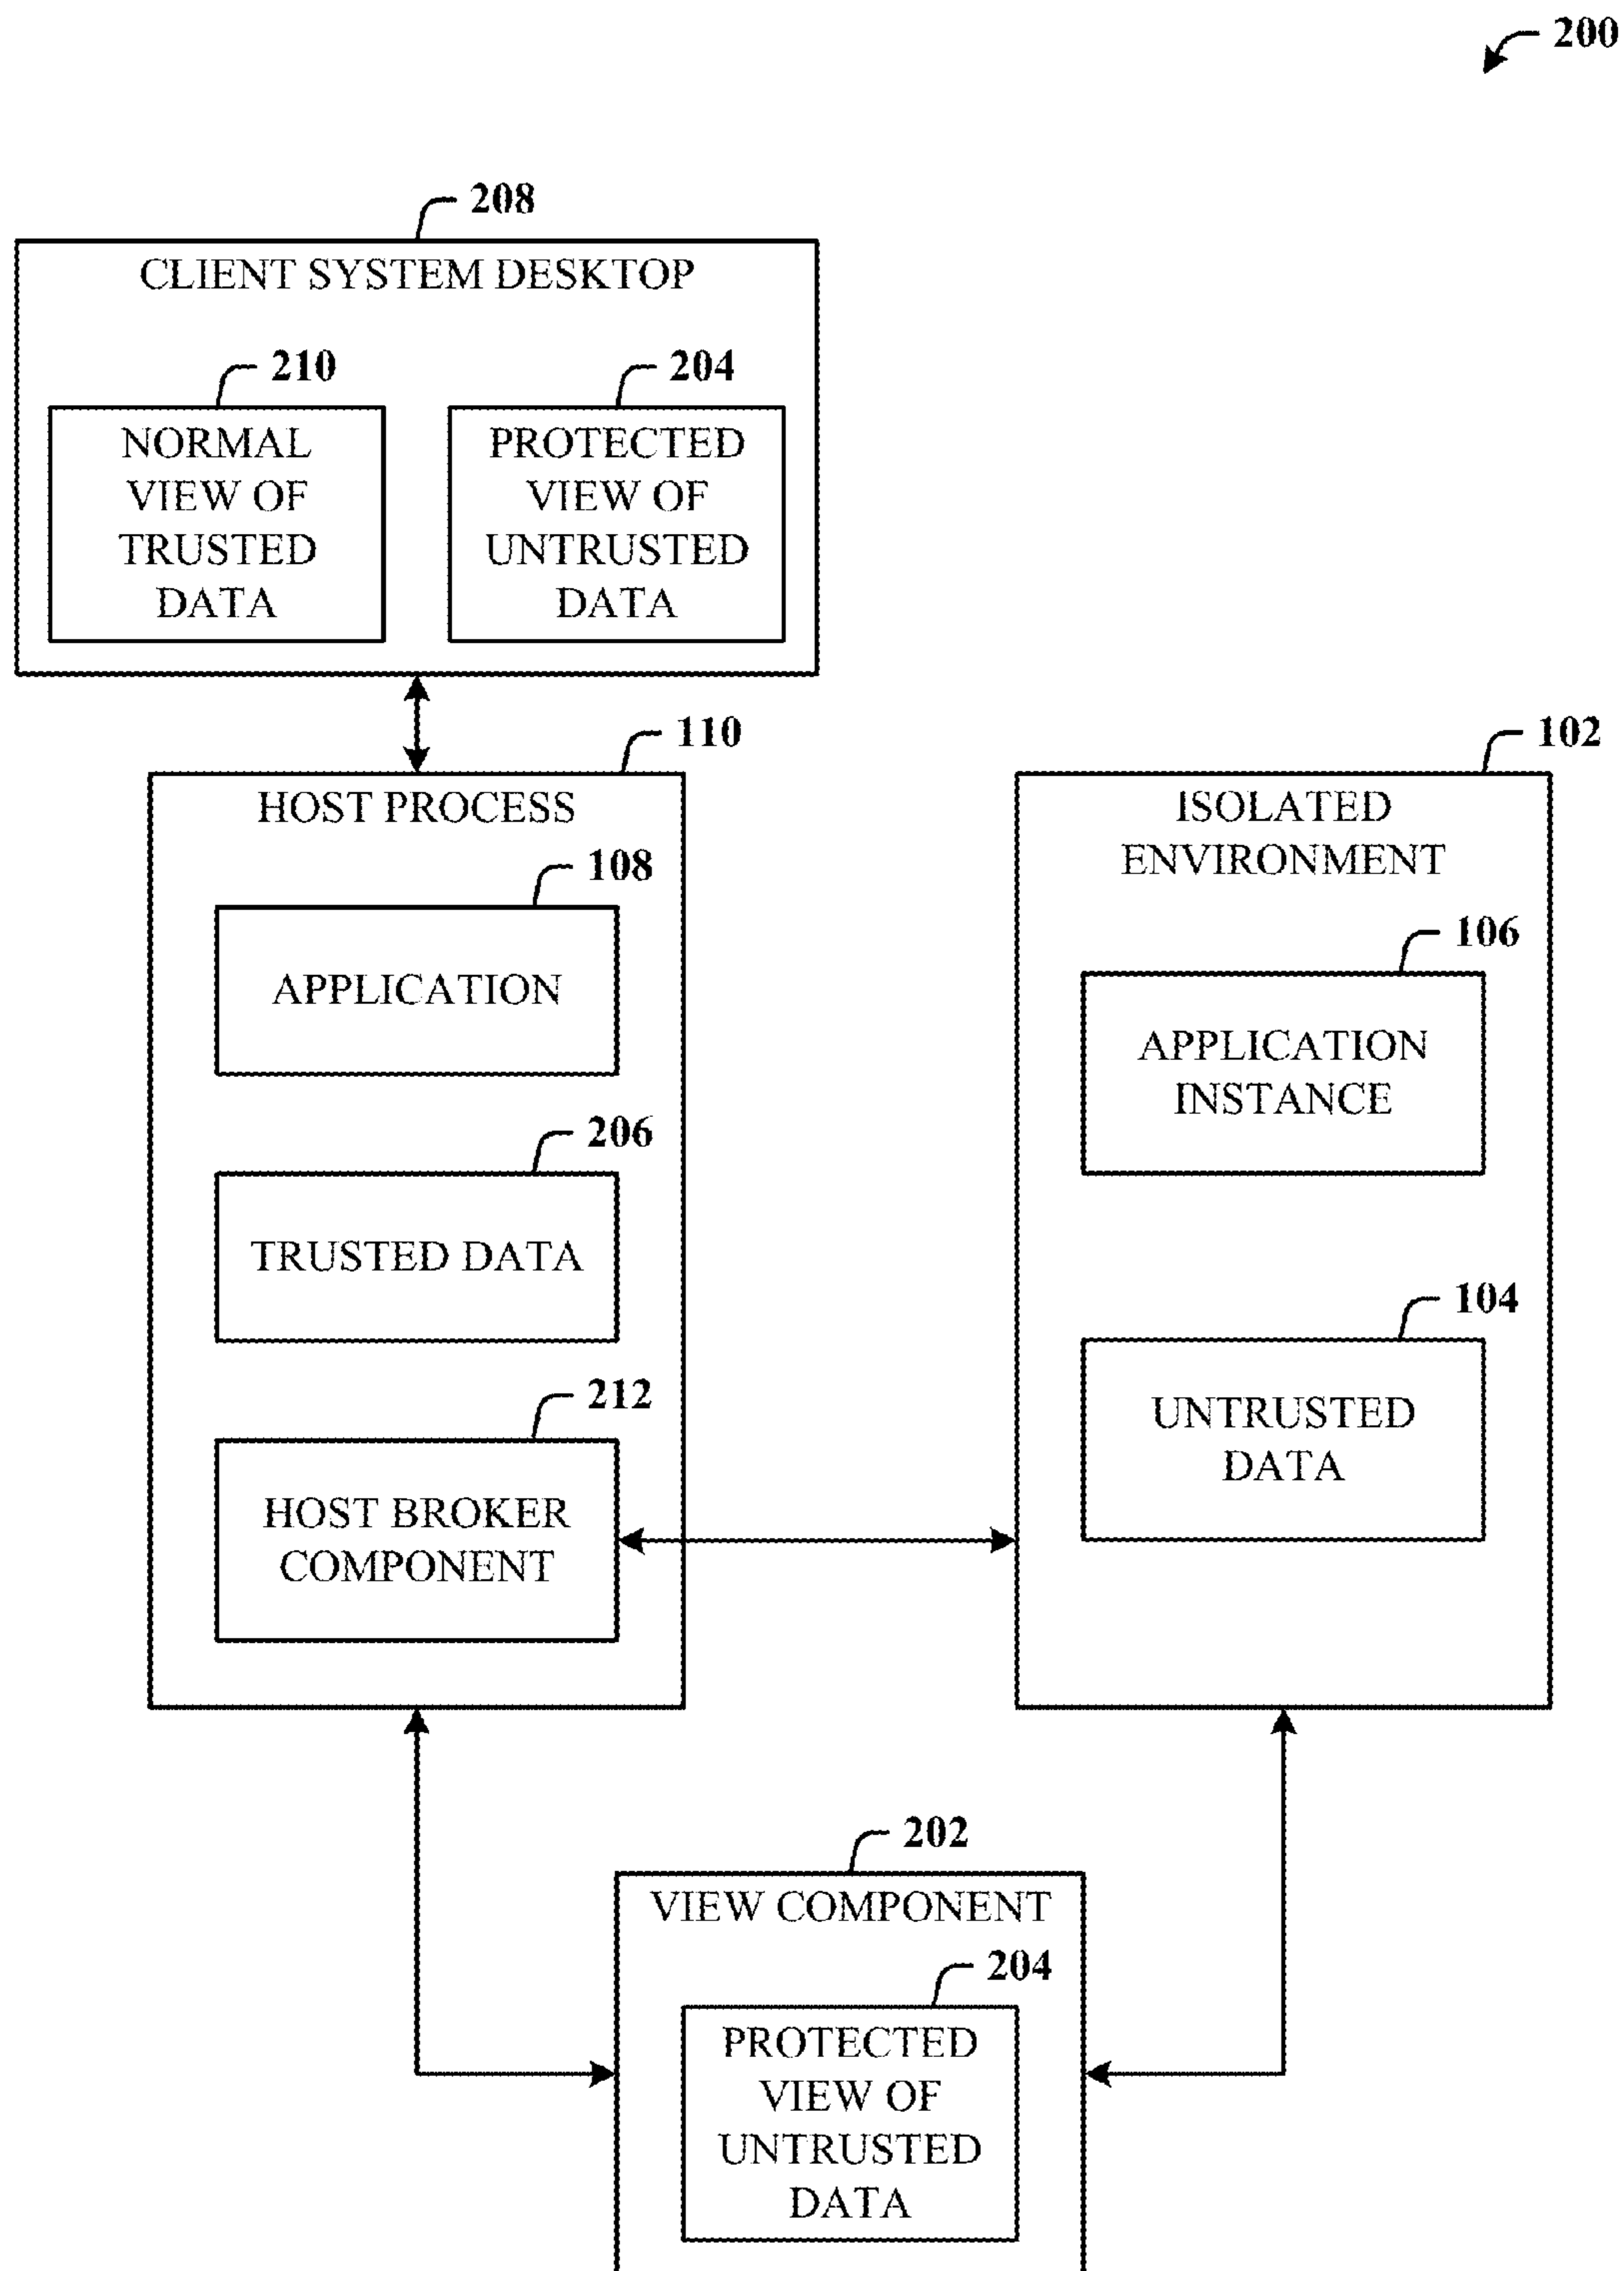 200
208
CLIENT SYSTEM DESKTOP
210
NORMAL
VIEW OF
TRUSTED
DATA
204
PROTECTED
VIEW OF
UNTRUSTED
DATA
110
HOST PROCESS
108
APPLICATION
206
TRUSTED DATA
212
HOST BROKER
COMPONENT
102
ISOLATED
ENVIRONMENT
106
APPLICATION
INSTANCE
104
UNTRUSTED
DATA
202
VIEW COMPONENT
204
PROTECTED
VIEW OF
UNTRUSTED
DATA